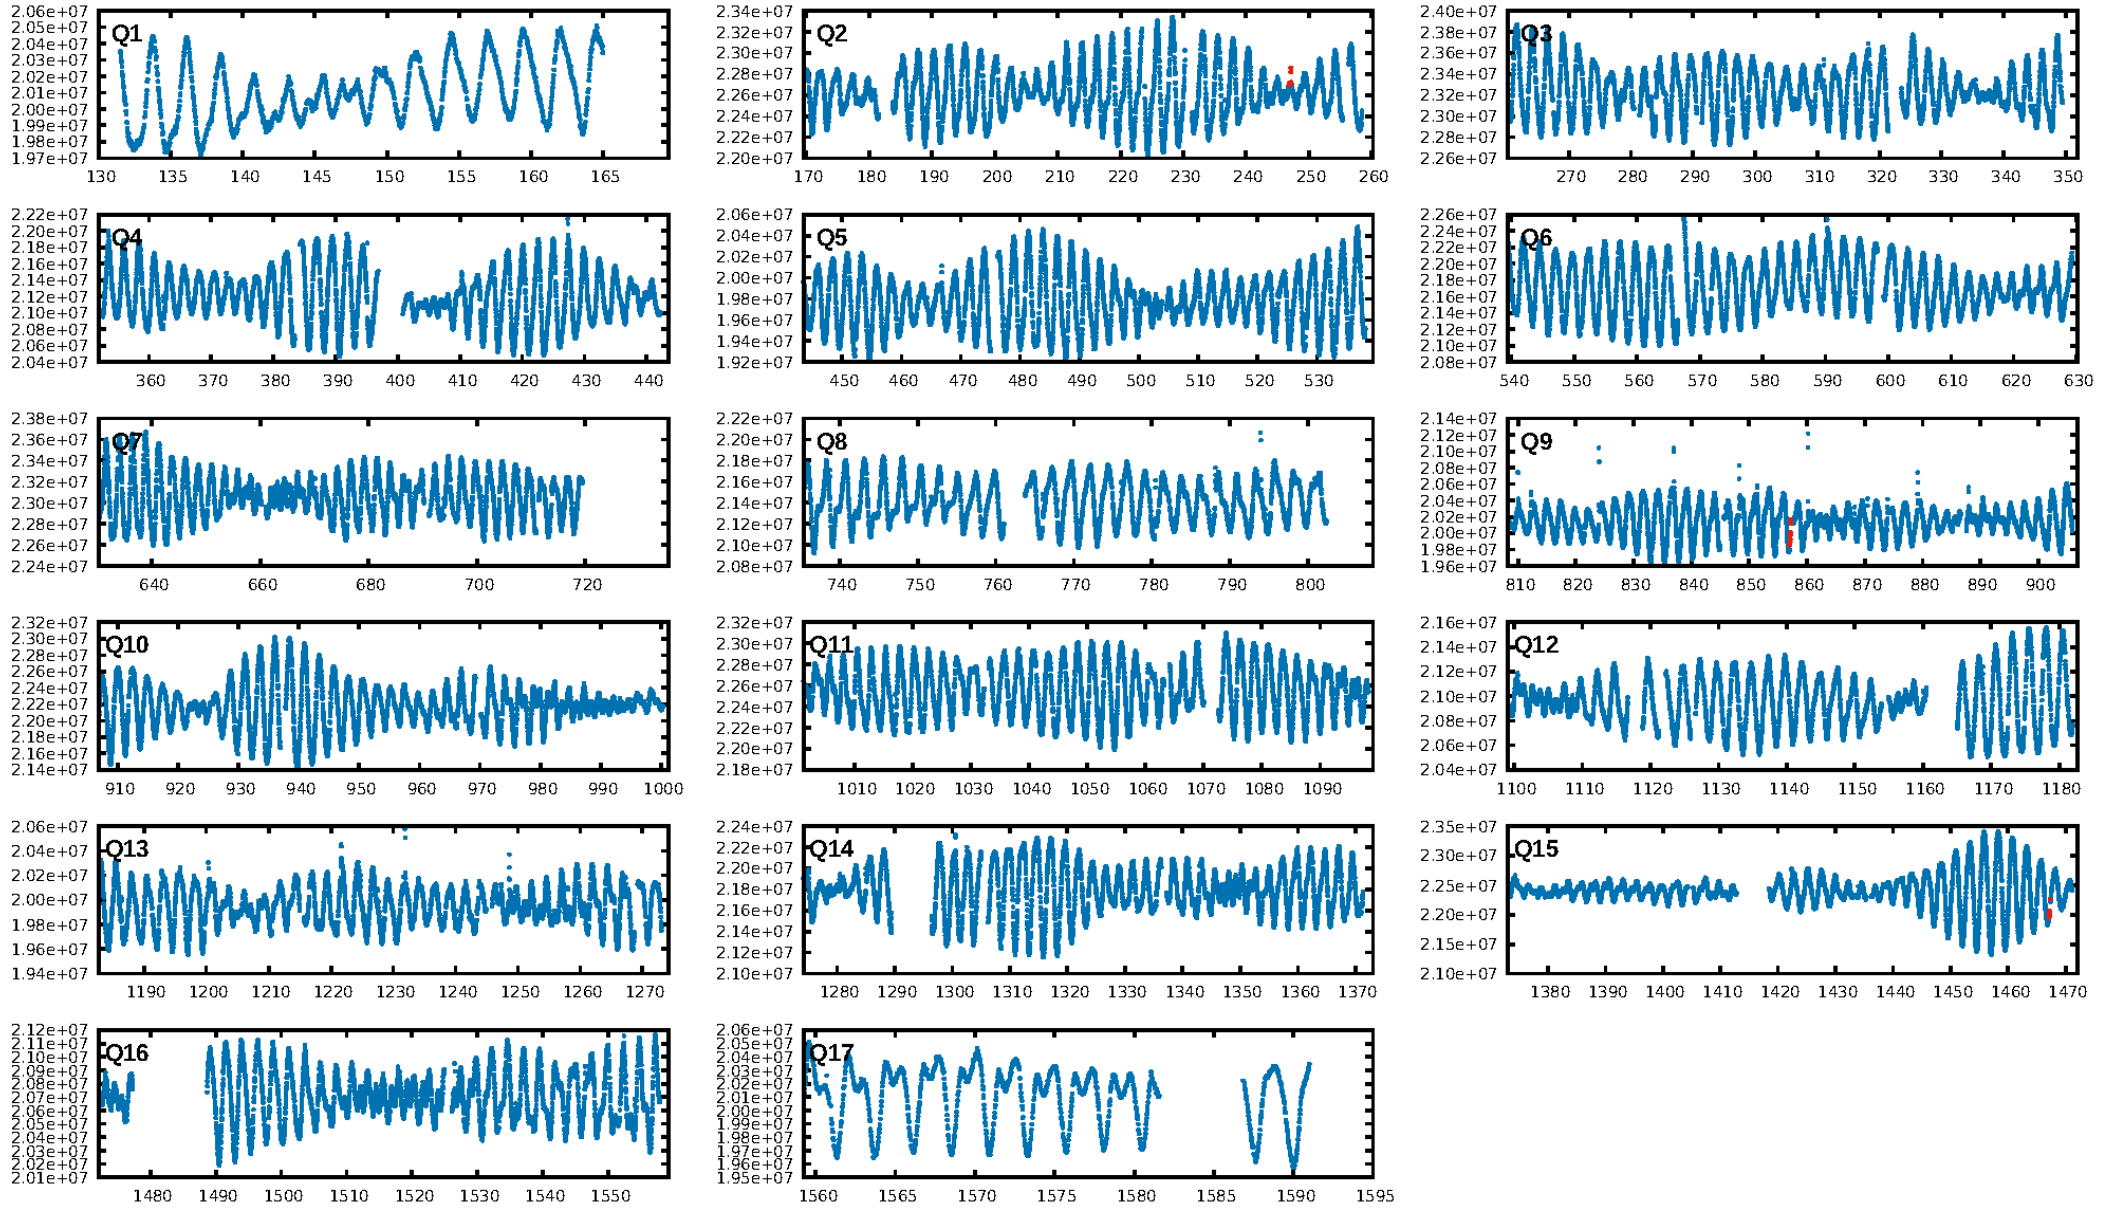 2.06e+07
2.05e+07
2.04e+07
2.03e+07
2.02e+07
2.01e+07
2.00e+07
1.99e+07
1.98e+07
1.97e+07
Q1
130 135 140 145 150 155 160 165
2.34e+07
2.32e+07
2.30e+07
2.28e+07
2.26e+07
2.24e+07
2.22e+07
2.20e+07
Q2
170 180 190 200 210 220 230 240 250 260
2.40e+07
2.38e+07
2.36e+07
2.34e+07
2.32e+07
2.30e+07
2.28e+07
2.26e+07
Q3
270 280 290 300 310 320 330 340 350
2.22e+07
2.20e+07
2.18e+07
2.16e+07
2.14e+07
2.12e+07
2.10e+07
2.08e+07
2.06e+07
2.04e+07
Q4
360 370 380 390 400 410 420 430 440
2.06e+07
2.04e+07
2.02e+07
2.00e+07
1.98e+07
1.96e+07
1.94e+07
1.92e+07
Q5
450 460 470 480 490 500 510 520 530
2.26e+07
2.24e+07
2.22e+07
2.20e+07
2.18e+07
2.16e+07
2.14e+07
2.12e+07
2.10e+07
2.08e+07
Q6
540 550 560 570 580 590 600 610 620 630
2.38e+07
2.36e+07
2.34e+07
2.32e+07
2.30e+07
2.28e+07
2.26e+07
2.24e+07
Q7
640 660 680 700 720
2.22e+07
2.20e+07
2.18e+07
2.16e+07
2.14e+07
2.12e+07
2.10e+07
2.08e+07
Q8
740 750 760 770 780 790 800
2.14e+07
2.12e+07
2.10e+07
2.08e+07
2.06e+07
2.04e+07
2.02e+07
2.00e+07
1.98e+07
1.96e+07
Q9
810 820 830 840 850 860 870 880 890 900
2.32e+07
2.30e+07
2.28e+07
2.26e+07
2.24e+07
2.22e+07
2.20e+07
2.18e+07
2.16e+07
2.14e+07
Q10
910 920 930 940 950 960 970 980 990 1000
2.32e+07
2.30e+07
2.28e+07
2.26e+07
2.24e+07
2.22e+07
2.20e+07
2.18e+07
Q11
1010 1020 1030 1040 1050 1060 1070 1080 1090
2.16e+07
2.14e+07
2.12e+07
2.10e+07
2.08e+07
2.06e+07
2.04e+07
Q12
1100 1110 1120 1130 1140 1150 1160 1170 1180
2.06e+07
2.04e+07
2.02e+07
2.00e+07
1.98e+07
1.96e+07
1.94e+07
Q13
1190 1200 1210 1220 1230 1240 1250 1260 1270
2.24e+07
2.22e+07
2.20e+07
2.18e+07
2.16e+07
2.14e+07
2.12e+07
2.10e+07
Q14
1280 1290 1300 1310 1320 1330 1340 1350 1360 1370
2.35e+07
2.30e+07
2.25e+07
2.20e+07
2.15e+07
2.10e+07
Q15
1380 1390 1400 1410 1420 1430 1440 1450 1460 1470
2.12e+07
2.11e+07
2.10e+07
2.09e+07
2.08e+07
2.07e+07
2.06e+07
2.05e+07
2.04e+07
2.03e+07
2.02e+07
2.01e+07
Q16
1480 1490 1500 1510 1520 1530 1540 1550
2.06e+07
2.05e+07
2.04e+07
2.03e+07
2.02e+07
2.01e+07
2.00e+07
1.99e+07
1.98e+07
1.97e+07
1.96e+07
1.95e+07
Q17
1560 1565 1570 1575 1580 1585 1590 1595